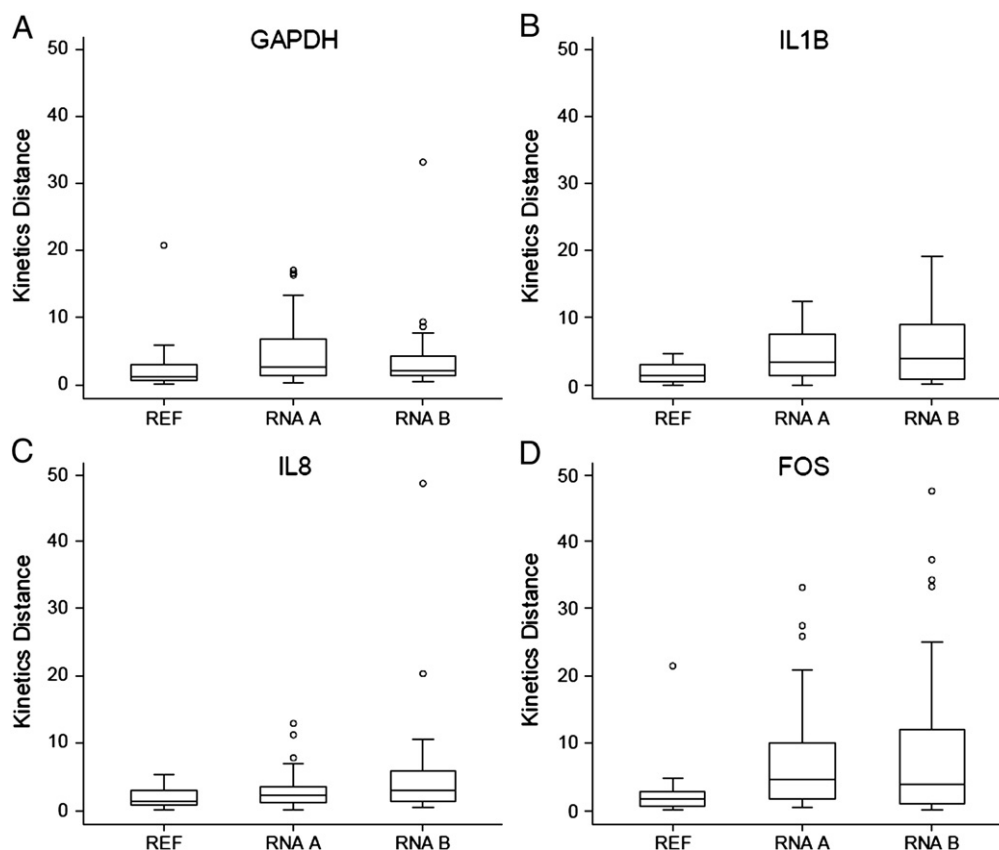 A
GAPDH
Kinetics Distance
50
40
30
20
10
0
REF RNA A RNA B
B
IL1B
Kinetics Distance
50
40
30
20
10
0
REF RNA A RNA B
C
IL8
Kinetics Distance
50
40
30
20
10
0
REF RNA A RNA B
D
FOS
Kinetics Distance
50
40
30
20
10
0
REF RNA A RNA B